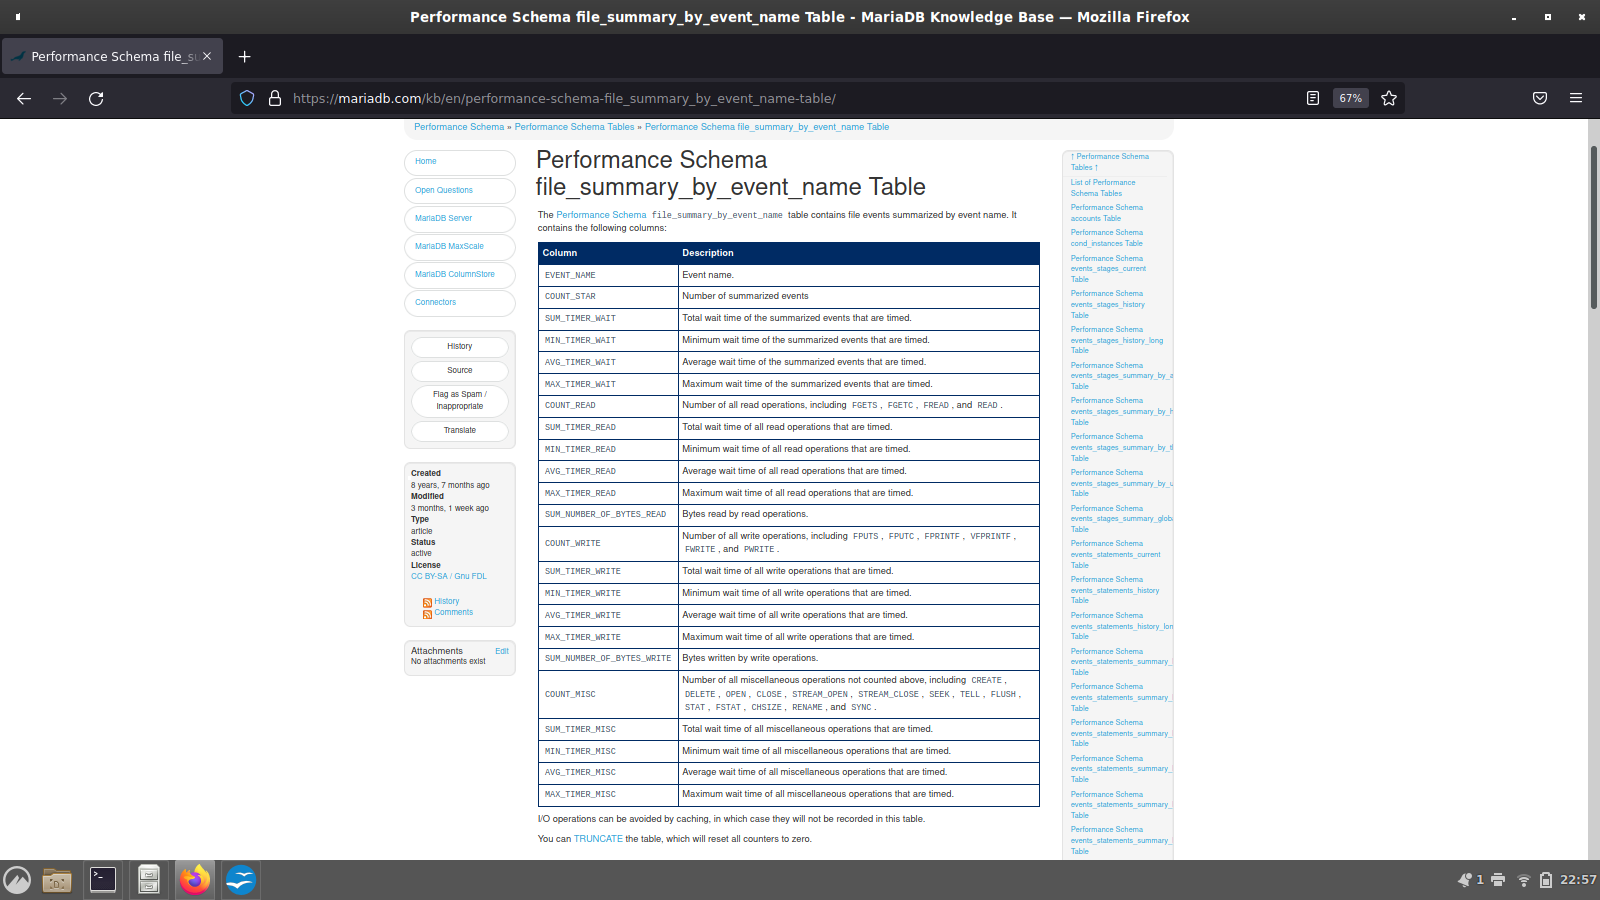 Performance Schema file_summary_by_event_name Table - MariaDB Knowledge Base — Mozilla Firefox
Performance Schema file_su
https://mariadb.com/kb/en/performance-schema-file_summary_by_event_name-table/
67%
Performance Schema » Performance Schema Tables » Performance Schema file_summary_by_event_name Table
Home
Open Questions
MariaDB Server
MariaDB MaxScale
MariaDB ColumnStore
Connectors
History
Source
Flag as Spam /
Inappropriate
Translate
Created
8 years, 7 months ago
Modified
3 months, 1 week ago
Type
article
Status
active
License
CC BY-SA / Gnu FDL
History
Comments
Attachments Edit
No attachments exist
Performance Schema
file_summary_by_event_name Table
The Performance Schema file_summary_by_event_name table contains file events summarized by event name. It
contains the following columns:
Column Description
EVENT_NAME Event name.
COUNT_STAR Number of summarized events
SUM_TIMER_WAIT Total wait time of the summarized events that are timed.
MIN_TIMER_WAIT Minimum wait time of the summarized events that are timed.
AVG_TIMER_WAIT Average wait time of the summarized events that are timed.
MAX_TIMER_WAIT Maximum wait time of the summarized events that are timed.
COUNT_READ Number of all read operations, including FGETS, FGETC, FREAD, and READ.
SUM_TIMER_READ Total wait time of all read operations that are timed.
MIN_TIMER_READ Minimum wait time of all read operations that are timed.
AVG_TIMER_READ Average wait time of all read operations that are timed.
MAX_TIMER_READ Maximum wait time of all read operations that are timed.
SUM_NUMBER_OF_BYTES_READ Bytes read by read operations.
COUNT_WRITE Number of all write operations, including FPUTS, FPUTC, FPRINTF, VFPRINTF,
FWRITE, and PWRITE.
SUM_TIMER_WRITE Total wait time of all write operations that are timed.
MIN_TIMER_WRITE Minimum wait time of all write operations that are timed.
AVG_TIMER_WRITE Average wait time of all write operations that are timed.
MAX_TIMER_WRITE Maximum wait time of all write operations that are timed.
SUM_NUMBER_OF_BYTES_WRITE Bytes written by write operations.
COUNT_MISC Number of all miscellaneous operations not counted above, including CREATE,
DELETE, OPEN, CLOSE, STREAM_OPEN, STREAM_CLOSE, SEEK, TELL, FLUSH,
STAT, FSTAT, CHSIZE, RENAME, and SYNC.
SUM_TIMER_MISC Total wait time of all miscellaneous operations that are timed.
MIN_TIMER_MISC Minimum wait time of all miscellaneous operations that are timed.
AVG_TIMER_MISC Average wait time of all miscellaneous operations that are timed.
MAX_TIMER_MISC Maximum wait time of all miscellaneous operations that are timed.
I/O operations can be avoided by caching, in which case they will not be recorded in this table.
You can TRUNCATE the table, which will reset all counters to zero.
↑ Performance Schema
Tables ↑
List of Performance
Schema Tables
Performance Schema
accounts Table
Performance Schema
cond_instances Table
Performance Schema
events_stages_current
Table
Performance Schema
events_stages_history
Table
Performance Schema
events_stages_history_long
Table
Performance Schema
events_stages_summary_by_a
Table
Performance Schema
events_stages_summary_by_h
Table
Performance Schema
events_stages_summary_by_t
Table
Performance Schema
events_stages_summary_by_u
Table
Performance Schema
events_stages_summary_globa
Table
Performance Schema
events_statements_current
Table
Performance Schema
events_statements_history
Table
Performance Schema
events_statements_history_lon
Table
Performance Schema
events_statements_summary_
Table
Performance Schema
events_statements_summary_
Table
Performance Schema
events_statements_summary_
Table
Performance Schema
events_statements_summary_
Table
Performance Schema
events_statements_summary_
Table
Performance Schema
events_statements_summary_
Table
1 22:57